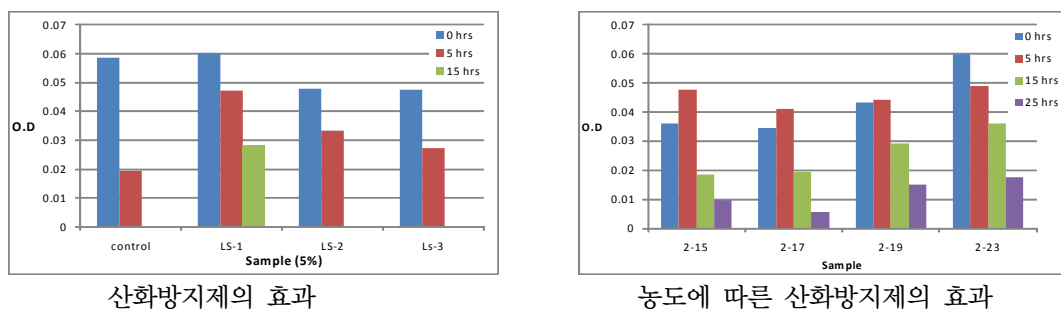 0.07
0.06
0.05
0.04
O.D
0.03
0.02
0.01
0
0 hrs
5 hrs
15 hrs
control LS-1 LS-2 Ls-3
Sample (5%)
산화방지제의 효과
0.07
0.06
0.05
0.04
O.D
0.03
0.02
0.01
0
0 hrs
5 hrs
15 hrs
25 hrs
2-15 2-17 2-19 2-23
Sample
농도에 따른 산화방지제의 효과